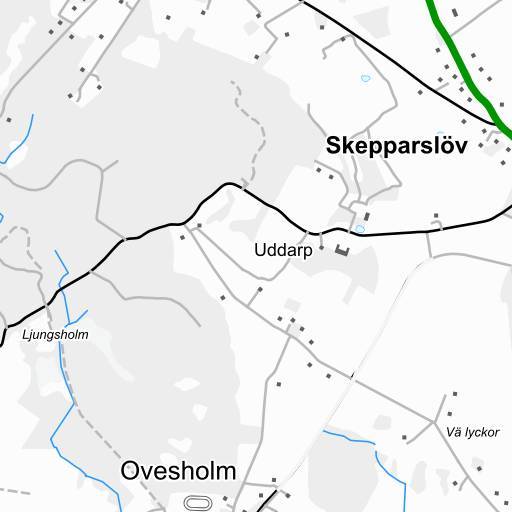 Skepparslöv
Uddarp
Ljungsholm
Vä lyckor
Ovesholm